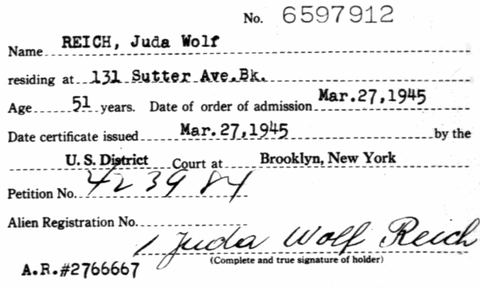 No. 6597912
Name REICH, Juda Wolf
residing at 131 Sutter Ave.Bk.
Age 51 years. Date of order of admission Mar.27,1945
Date certificate issued Mar.27,1945 by the
U. S. District Court at Brooklyn, New York
Petition No. 423984
Alien Registration No.
Juda Wolf Reich
(Complete and true signature of holder)
A.R.#2766667